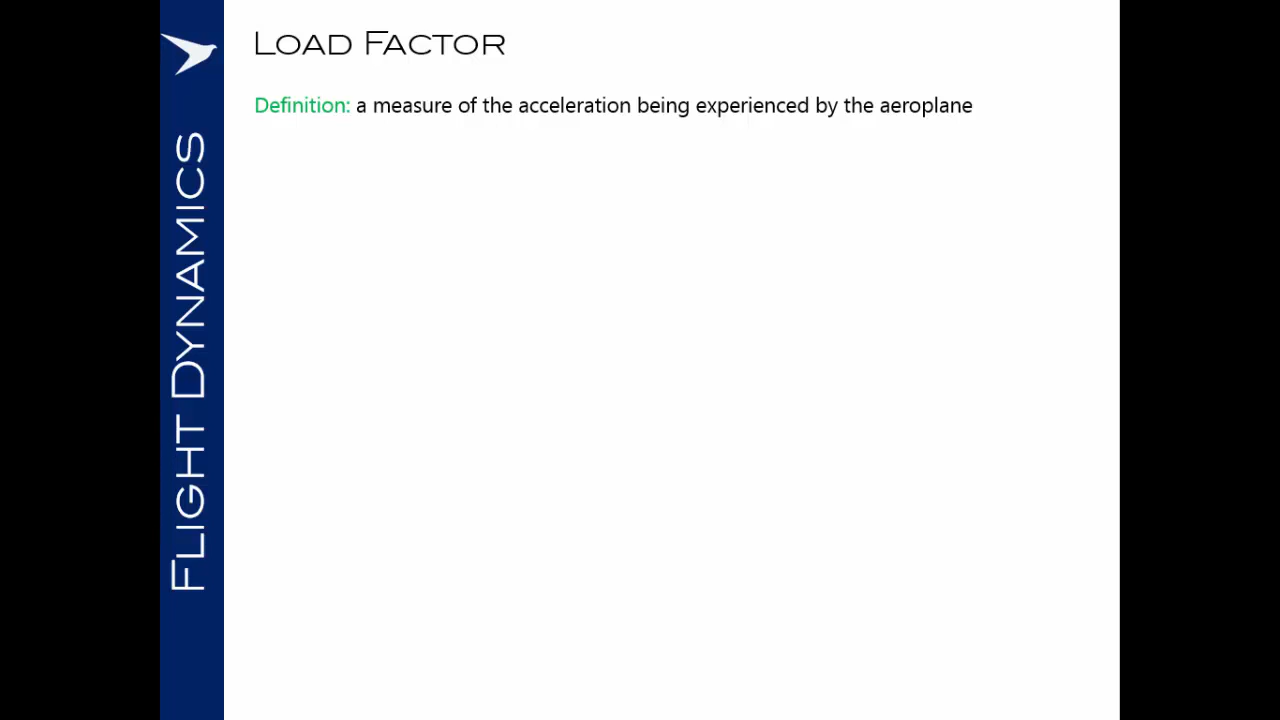 LOAD FACTOR
Definition: a measure of the acceleration being experienced by the aeroplane
FLIGHT DYNAMICS